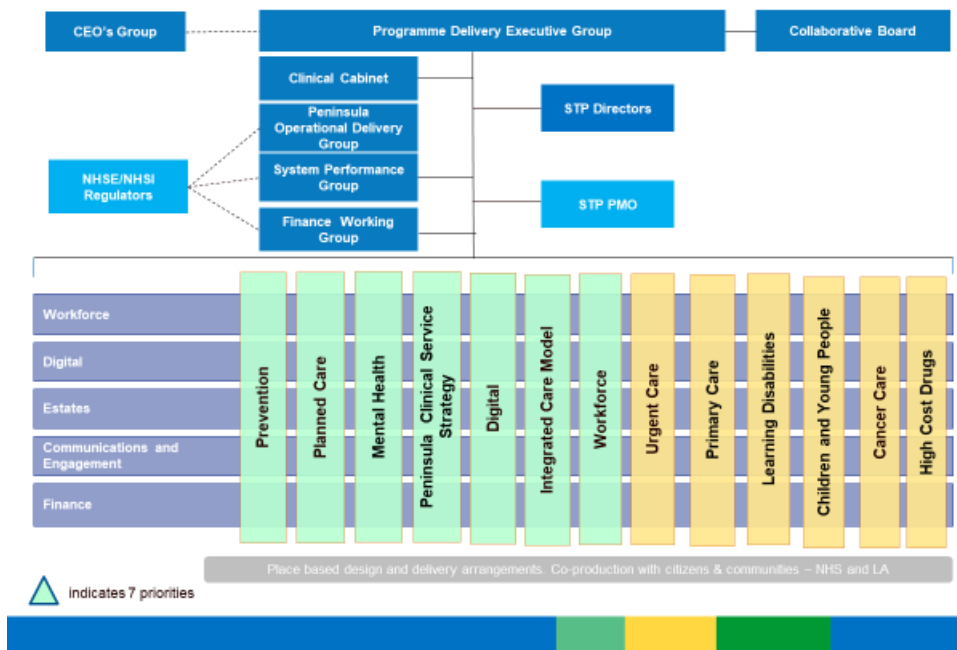 CEO's Group
Programme Delivery Executive Group
Collaborative Board
Clinical Cabinet
STP Directors
Peninsula
Operational Delivery
Group
NHSE/NHSI
Regulators
System Performance
Group
STP PMO
Finance Working
Group
Workforce
Digital
Estates
Communications and
Engagement
Finance
Prevention
Planned Care
Mental Health
Peninsula Clinical Service
Strategy
Digital
Integrated Care Model
Workforce
Urgent Care
Primary Care
Learning Disabilities
Children and Young People
Cancer Care
High Cost Drugs
Place based design and delivery arrangements. Co-production with citizens & communities – NHS and LA
indicates 7 priorities